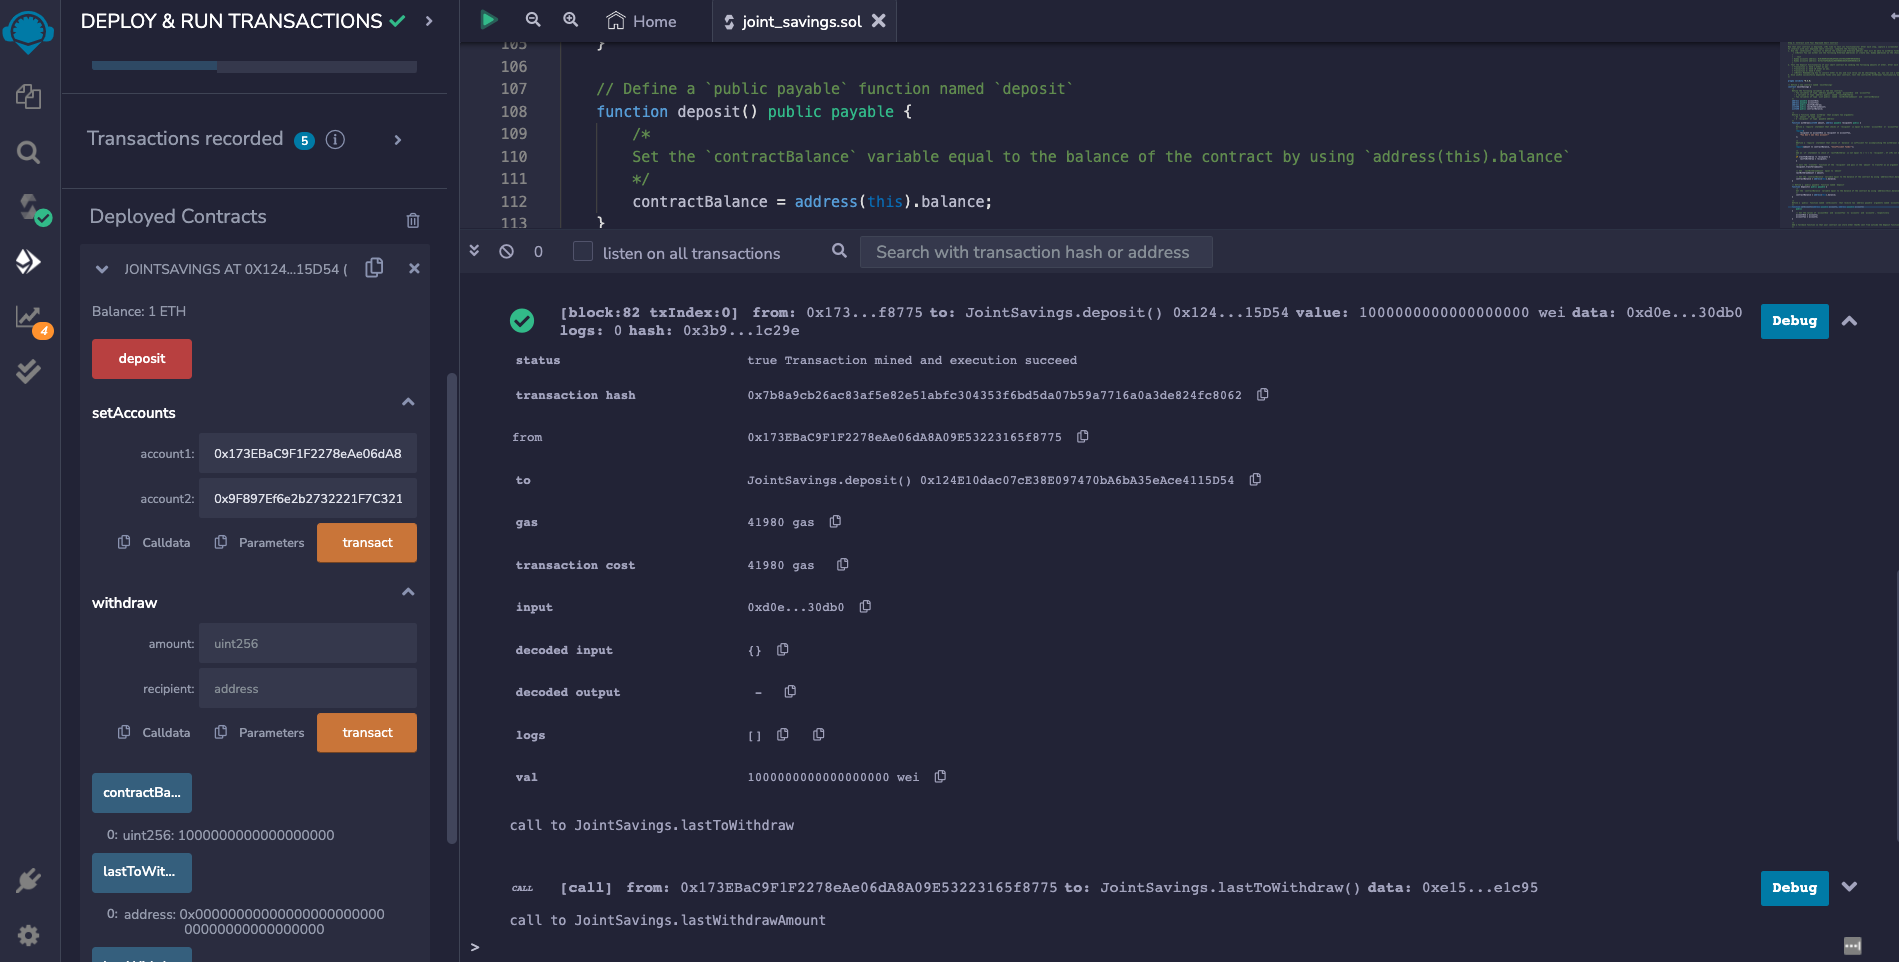 DEPLOY & RUN TRANSACTIONS
Transactions recorded 5 i
Deployed Contracts
JOINTSAVINGS AT 0X124...15D54 (
Balance: 1 ETH
deposit
setAccounts
account1: 0x173EBaC9F1F2278eAe06dA8
account2: 0x9F897Ef6e2b2732221F7C321
Calldata Parameters transact
withdraw
amount: uint256
recipient: address
Calldata Parameters transact
contractBa...
0: uint256: 1000000000000000000
lastToWit...
0: address: 0x00000000000000000000000
00000000000000000
4
Home joint_savings.sol
105 }
106
107 // Define a `public payable` function named `deposit`
108 function deposit() public payable {
109 /*
110 Set the `contractBalance` variable equal to the balance of the contract by using `address(this).balance`
111 */
112 contractBalance = address(this).balance;
113 }
0 listen on all transactions Search with transaction hash or address
[block:82 txIndex:0] from: 0x173...f8775 to: JointSavings.deposit() 0x124...15D54 value: 1000000000000000000 wei data: 0xd0e...30db0
logs: 0 hash: 0x3b9...1c29e
Debug
status true Transaction mined and execution succeed
transaction hash 0x7b8a9cb26ac83af5e82e51abfc304353f6bd5da07b59a7716a0a3de824fc8062
from 0x173EBaC9F1F2278eAe06dA8A09E53223165f8775
to JointSavings.deposit() 0x124E10dac07cE38E097470bA6bA35eAce4115D54
gas 41980 gas
transaction cost 41980 gas
input 0xd0e...30db0
decoded input {}
decoded output -
logs []
val 1000000000000000000 wei
call to JointSavings.lastToWithdraw
CALL [call] from: 0x173EBaC9F1F2278eAe06dA8A09E53223165f8775 to: JointSavings.lastToWithdraw() data: 0xe15...e1c95
Debug
call to JointSavings.lastWithdrawAmount
>